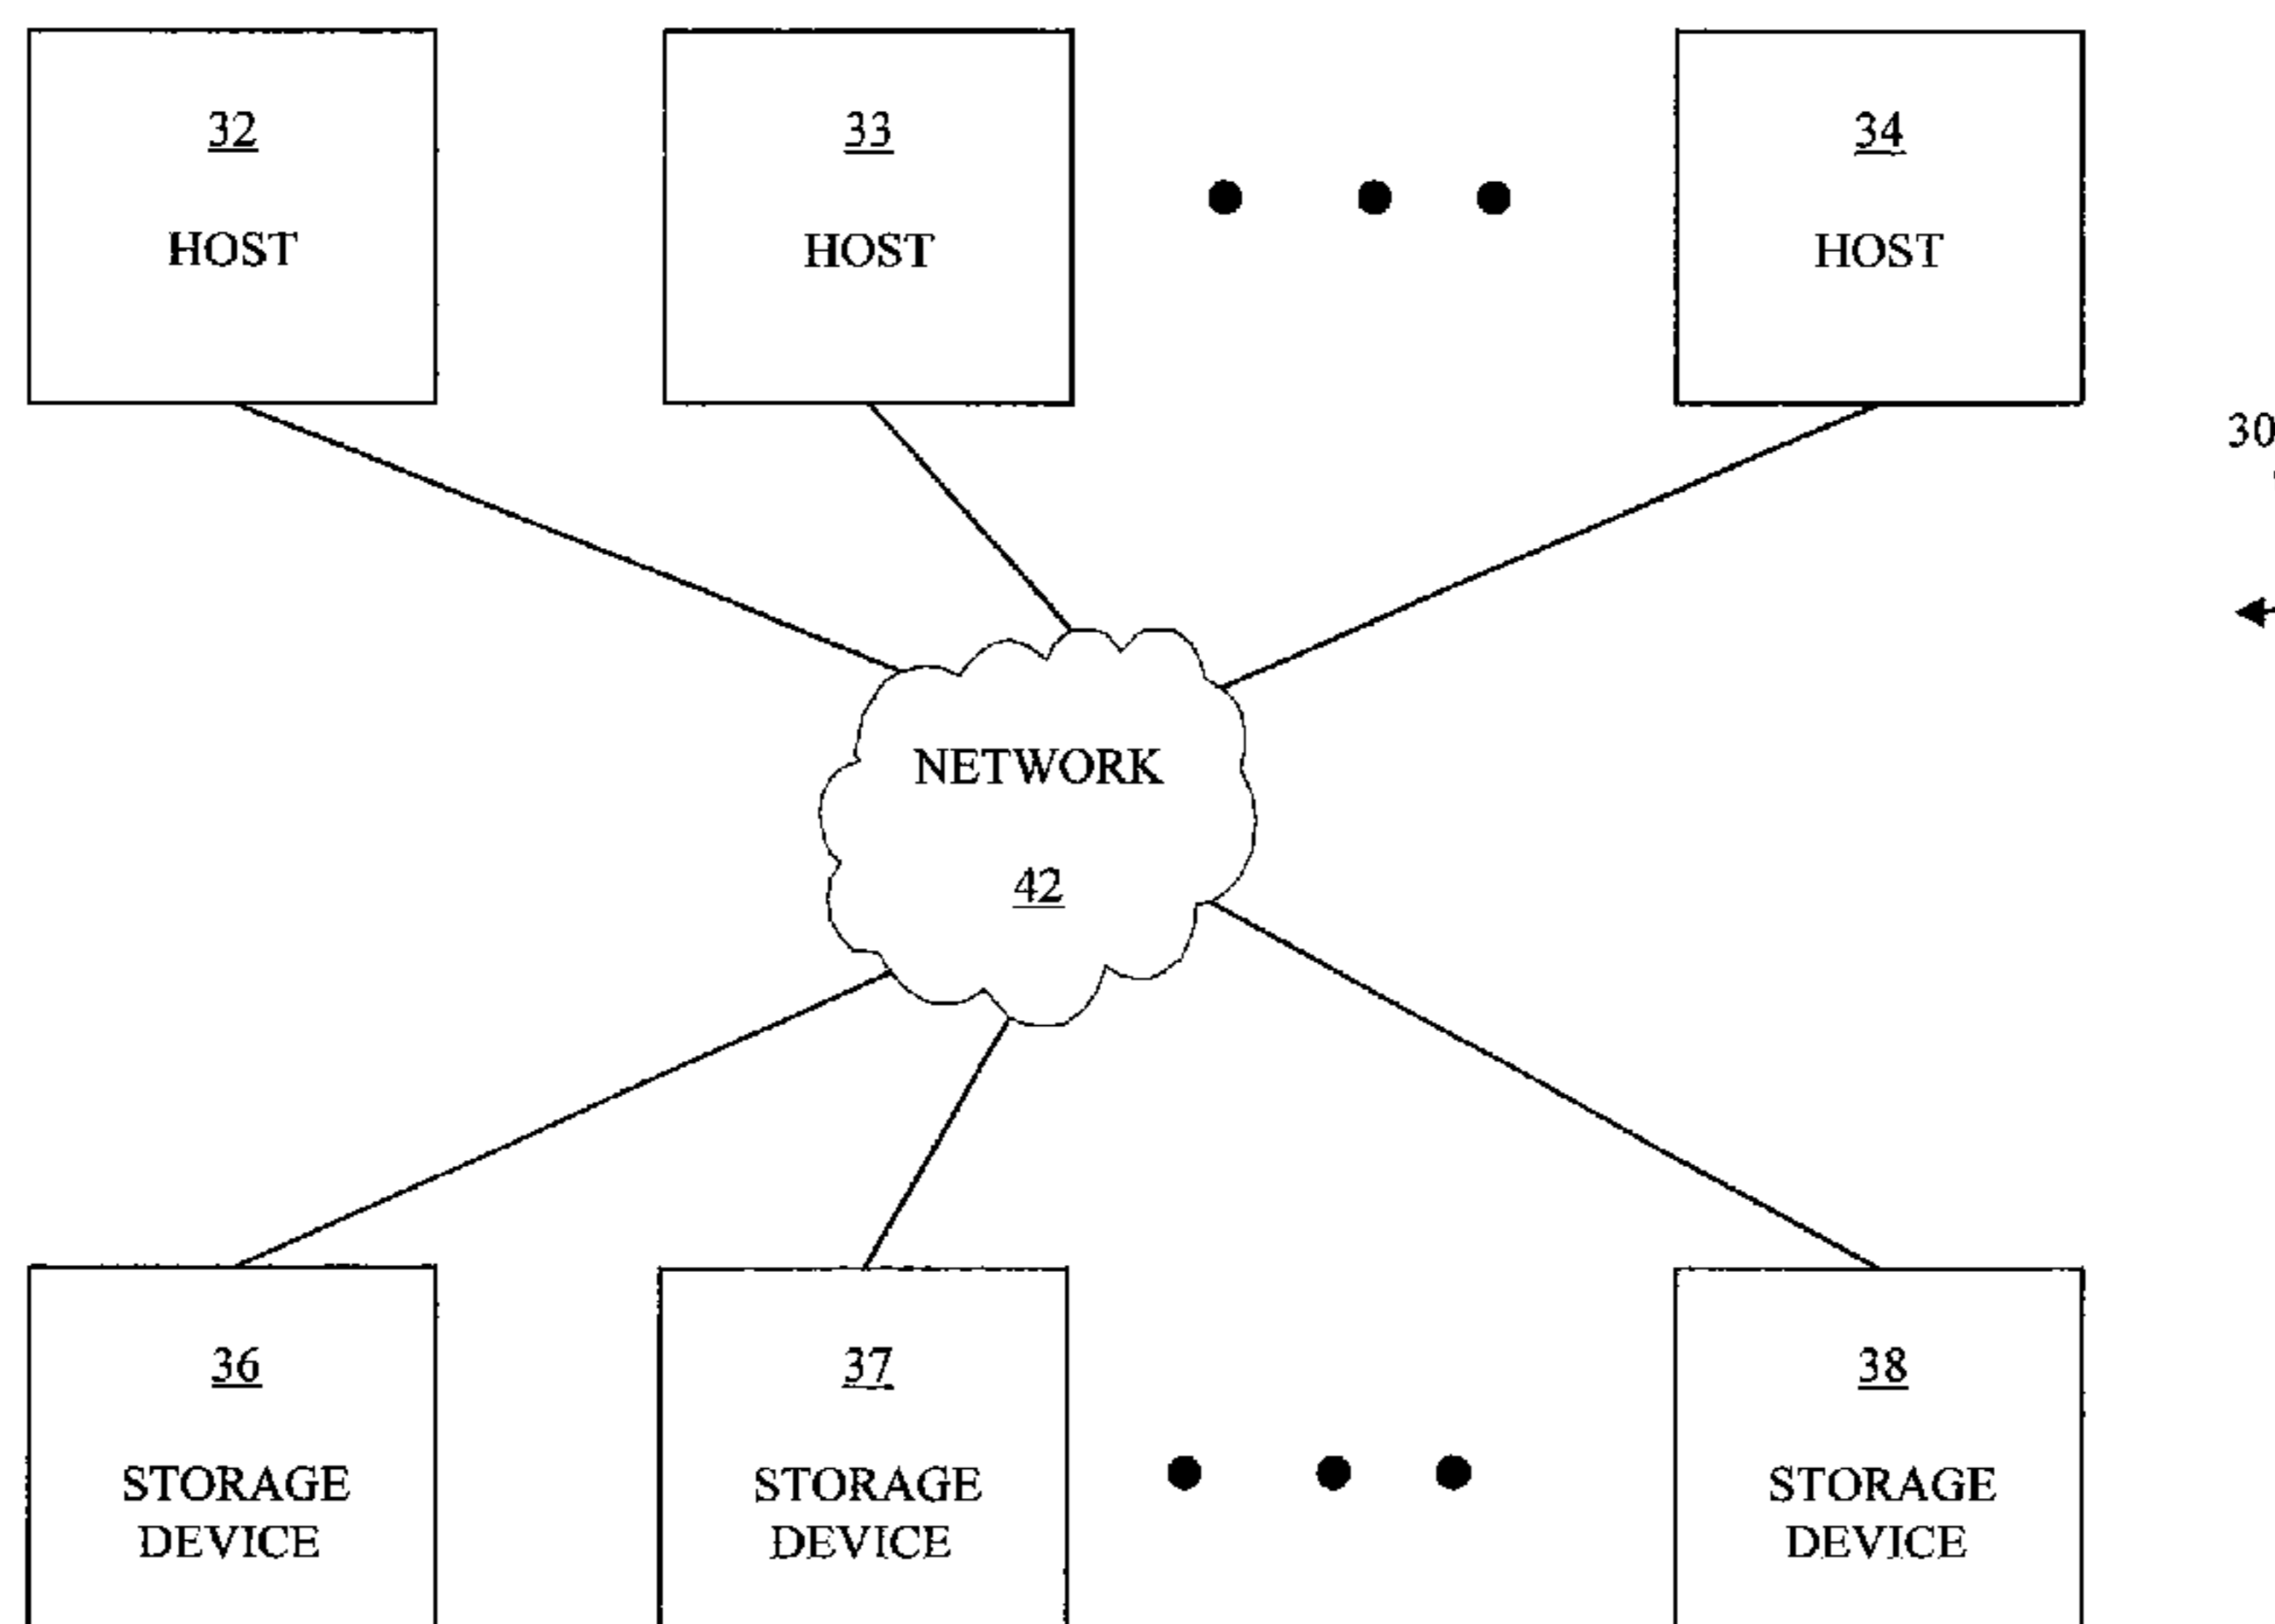 32
HOST
33
HOST
34
HOST
30
NETWORK
42
36
STORAGE
DEVICE
37
STORAGE
DEVICE
38
STORAGE
DEVICE